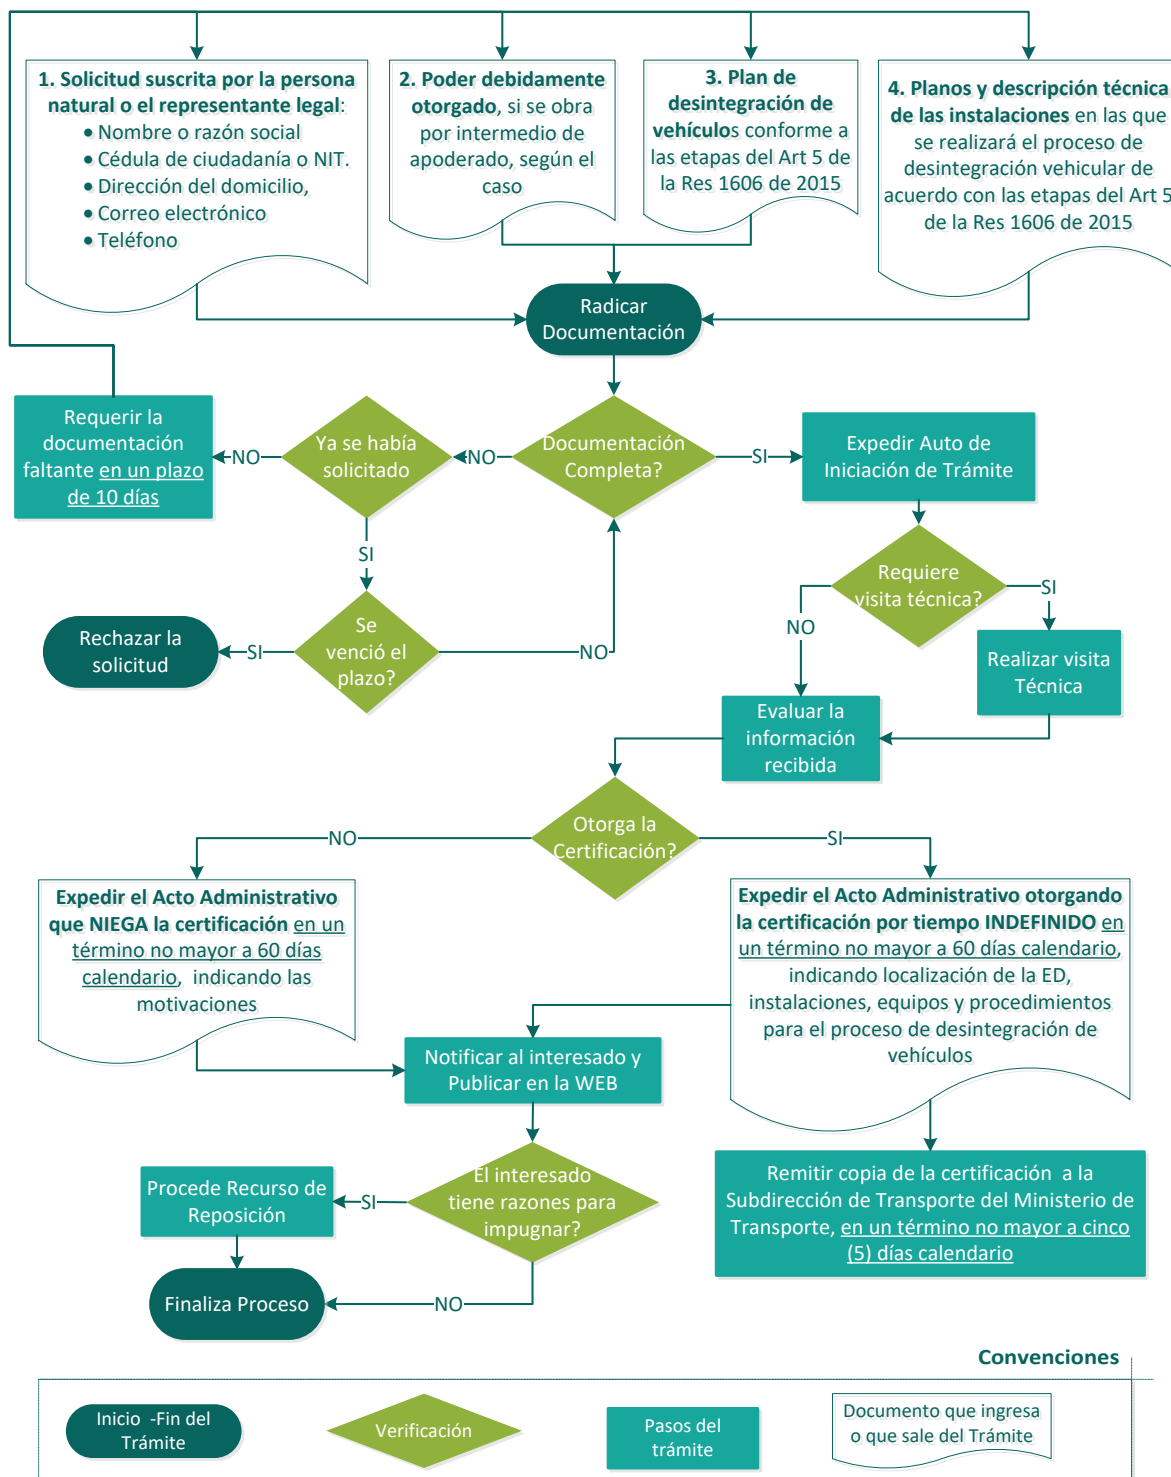 1. Solicitud suscrita por la persona
natural o el representante legal:
• Nombre o razón social
• Cédula de ciudadanía o NIT.
• Dirección del domicilio,
• Correo electrónico
• Teléfono
2. Poder debidamente
otorgado, si se obra
por intermedio de
apoderado, según el
caso
3. Plan de
desintegración de
vehículos conforme a
las etapas del Art 5 de
la Res 1606 de 2015
4. Planos y descripción técnica
de las instalaciones en las que
se realizará el proceso de
desintegración vehicular de
acuerdo con las etapas del Art 5
de la Res 1606 de 2015
Radicar
Documentación
Requerir la
documentación
faltante en un plazo
de 10 días
NO
Ya se había
solicitado
NO
Documentación
Completa?
SI
Expedir Auto de
Iniciación de Trámite
SI
Requiere
visita técnica?
SI
NO
Rechazar la
solicitud
SI
Se
venció el
plazo?
NO
Realizar visita
Técnica
Evaluar la
información
recibida
Otorga la
Certificación?
NO
SI
Expedir el Acto Administrativo
que NIEGA la certificación en un
término no mayor a 60 días
calendario, indicando las
motivaciones
Expedir el Acto Administrativo otorgando
la certificación por tiempo INDEFINIDO en
un término no mayor a 60 días calendario,
indicando localización de la ED,
instalaciones, equipos y procedimientos
para el proceso de desintegración de
vehículos
Notificar al interesado y
Publicar en la WEB
El interesado
tiene razones para
impugnar?
SI
Procede Recurso de
Reposición
Remitir copia de la certificación a la
Subdirección de Transporte del Ministerio de
Transporte, en un término no mayor a cinco
(5) días calendario
NO
Finaliza Proceso
Convenciones
Inicio -Fin del
Trámite
Verificación
Pasos del
trámite
Documento que ingresa
o que sale del Trámite